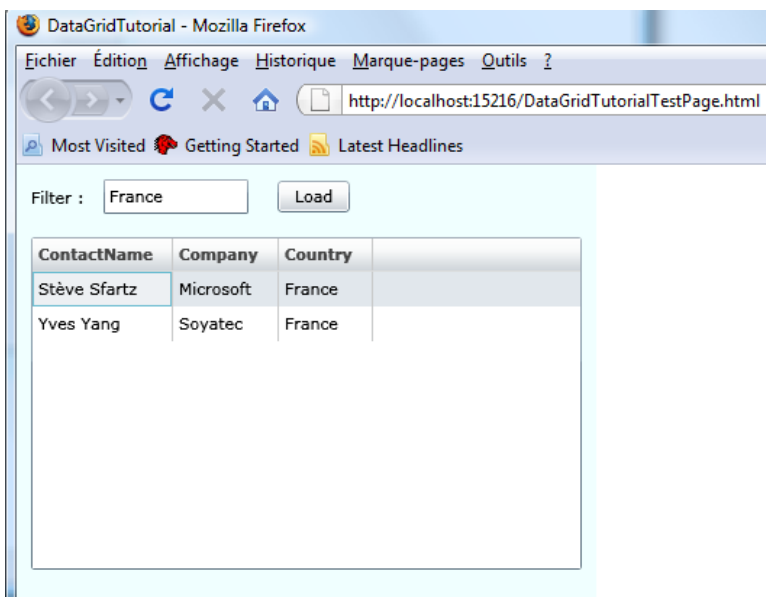 DataGridTutorial - Mozilla Firefox
Fichier Édition Affichage Historique Marque-pages Outils ?
http://localhost:15216/DataGridTutorialTestPage.html
Most Visited Getting Started Latest Headlines
Filter : France Load
ContactName Company Country
Stève Sfartz Microsoft France
Yves Yang Soyatec France